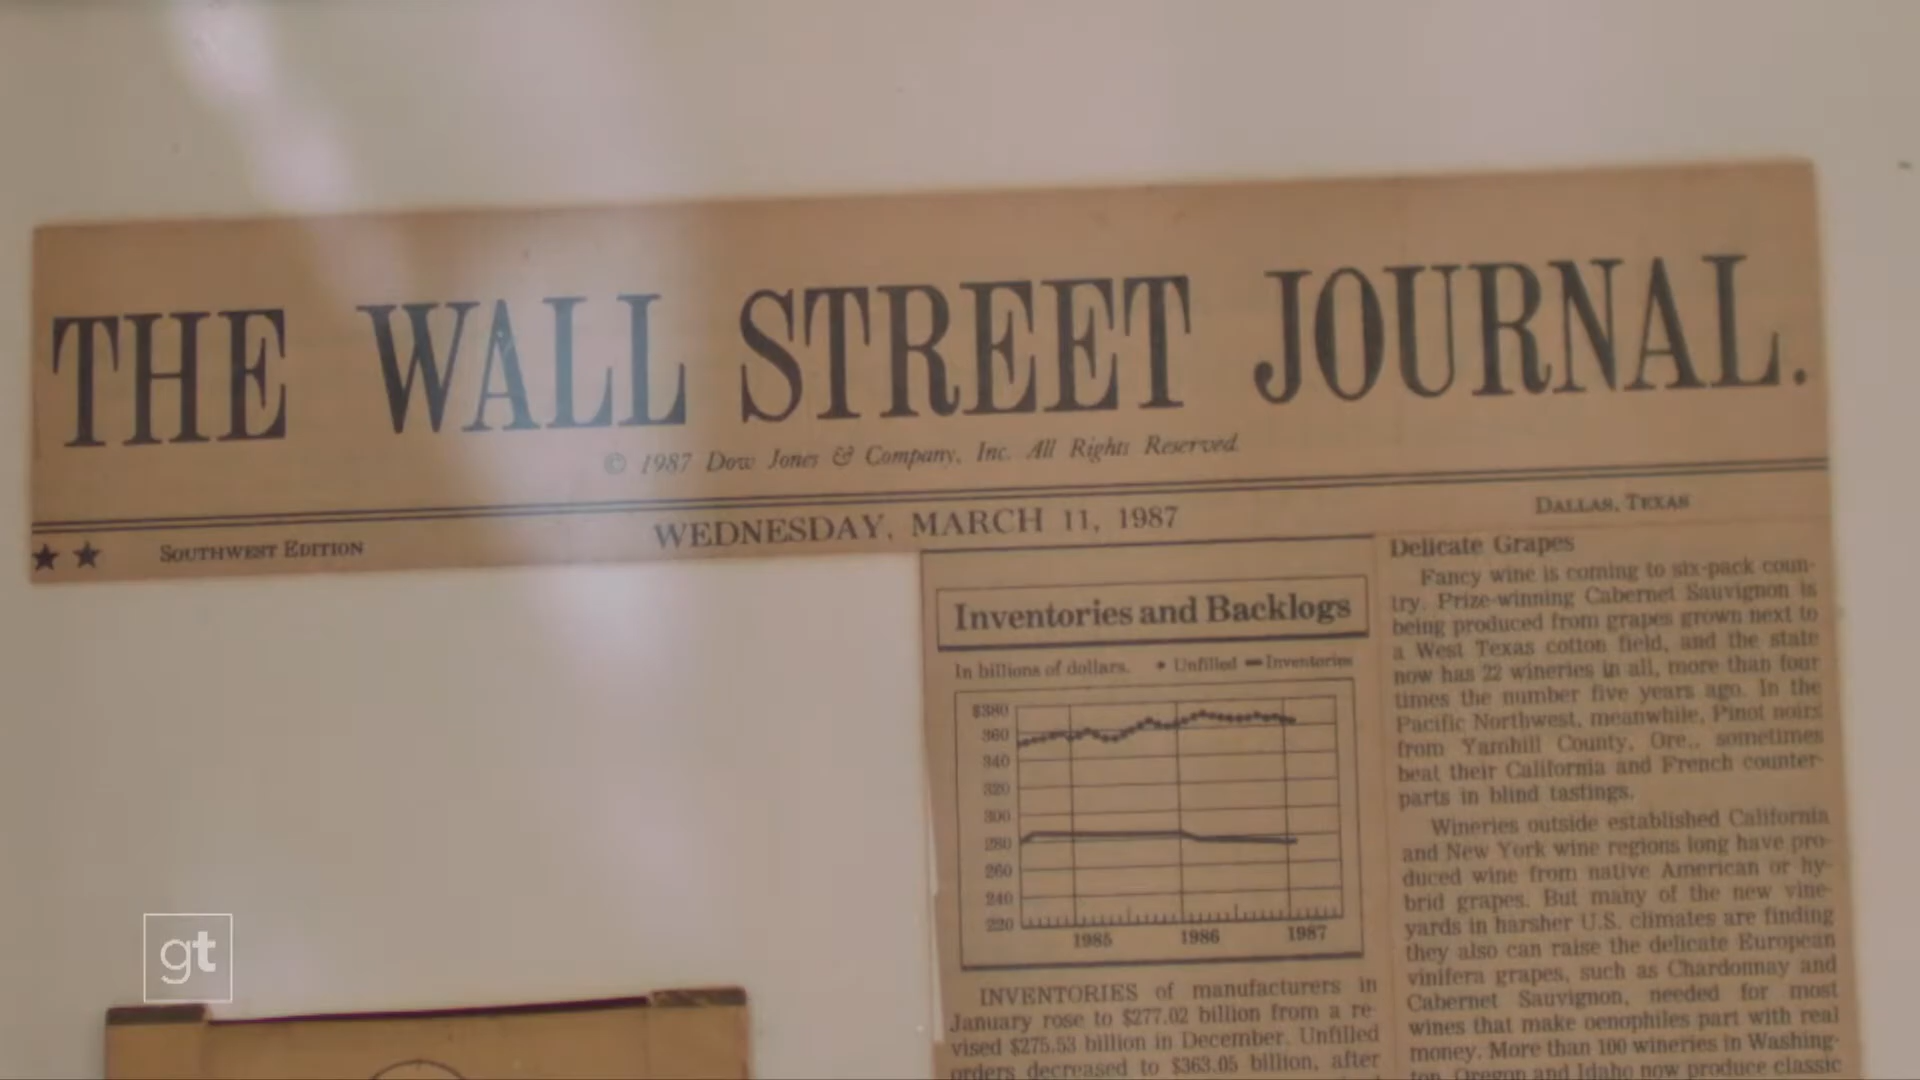 THE WALL STREET JOURNAL.
© 1987 Dow Jones & Company, Inc. All Rights Reserved.
★ ★ SOUTHWEST EDITION
WEDNESDAY, MARCH 11, 1987
DALLAS, TEXAS
Inventories and Backlogs
In billions of dollars. • Unfilled ━ Inventories
$380
360
340
320
300
280
260
240
220
1985 1986 1987
INVENTORIES of manufacturers in
January rose to $277.02 billion from a re-
vised $275.53 billion in December. Unfilled
orders decreased to $363.05 billion, after
Delicate Grapes
Fancy wine is coming to six-pack coun-
try. Prize-winning Cabernet Sauvignon is
being produced from grapes grown next to
a West Texas cotton field, and the state
now has 22 wineries in all, more than four
times the number five years ago. In the
Pacific Northwest, meanwhile, Pinot noirs
from Yamhill County, Ore., sometimes
beat their California and French counter-
parts in blind tastings.
Wineries outside established California
and New York wine regions long have pro-
duced wine from native American or hy-
brid grapes. But many of the new vine-
yards in harsher U.S. climates are finding
they also can raise the delicate European
vinifera grapes, such as Chardonnay and
Cabernet Sauvignon, needed for most
wines that make oenophiles part with real
money. More than 100 wineries in Washing-
ton, Oregon and Idaho now produce classic
gt